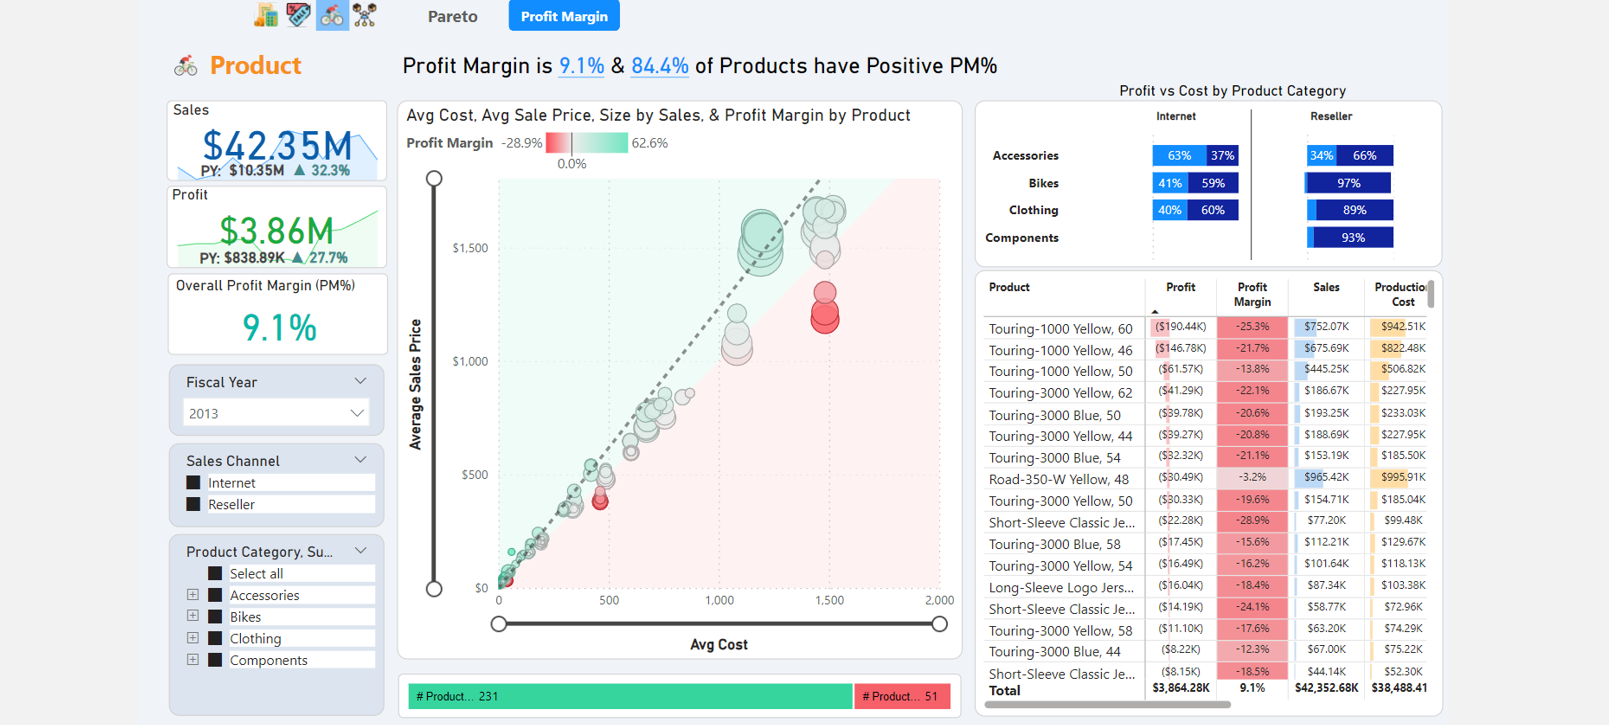 Pareto
Profit Margin
Product
Profit Margin is 9.1% & 84.4% of Products have Positive PM%
Sales
$42.35M
PY: $10.35M ▲ 32.3%
Profit
$3.86M
PY: $838.89K ▲ 27.7%
Overall Profit Margin (PM%)
9.1%
Fiscal Year
2013
Sales Channel
Internet
Reseller
Product Category, Su...
Select all
Accessories
Bikes
Clothing
Components
Avg Cost, Avg Sale Price, Size by Sales, & Profit Margin by Product
Profit Margin -28.9% 62.6%
0.0%
Average Sales Price
$1,500
$1,000
$500
$0
0 500 1,000 1,500 2,000
Avg Cost
# Product... 231 # Product... 51
Profit vs Cost by Product Category
Internet Reseller
Accessories 63% 37% 34% 66%
Bikes 41% 59% 97%
Clothing 40% 60% 89%
Components 93%
Product Profit Profit Margin Sales Production Cost
Touring-1000 Yellow, 60 ($190.44K) -25.3% $752.07K $942.51K
Touring-1000 Yellow, 46 ($146.78K) -21.7% $675.69K $822.48K
Touring-1000 Yellow, 50 ($61.57K) -13.8% $445.25K $506.82K
Touring-3000 Yellow, 62 ($41.29K) -22.1% $186.67K $227.95K
Touring-3000 Blue, 50 ($39.78K) -20.6% $193.25K $233.03K
Touring-3000 Yellow, 44 ($39.27K) -20.8% $188.69K $227.95K
Touring-3000 Blue, 54 ($32.32K) -21.1% $153.19K $185.50K
Road-350-W Yellow, 48 ($30.49K) -3.2% $965.42K $995.91K
Touring-3000 Yellow, 50 ($30.33K) -19.6% $154.71K $185.04K
Short-Sleeve Classic Je... ($22.28K) -28.9% $77.20K $99.48K
Touring-3000 Blue, 58 ($17.45K) -15.6% $112.21K $129.67K
Touring-3000 Yellow, 54 ($16.49K) -16.2% $101.64K $118.13K
Long-Sleeve Logo Jers... ($16.04K) -18.4% $87.34K $103.38K
Short-Sleeve Classic Je... ($14.19K) -24.1% $58.77K $72.96K
Touring-3000 Yellow, 58 ($11.10K) -17.6% $63.20K $74.29K
Touring-3000 Blue, 44 ($8.22K) -12.3% $67.00K $75.22K
Short-Sleeve Classic Je... ($8.15K) -18.5% $44.14K $52.30K
Total $3,864.28K 9.1% $42,352.68K $38,488.41